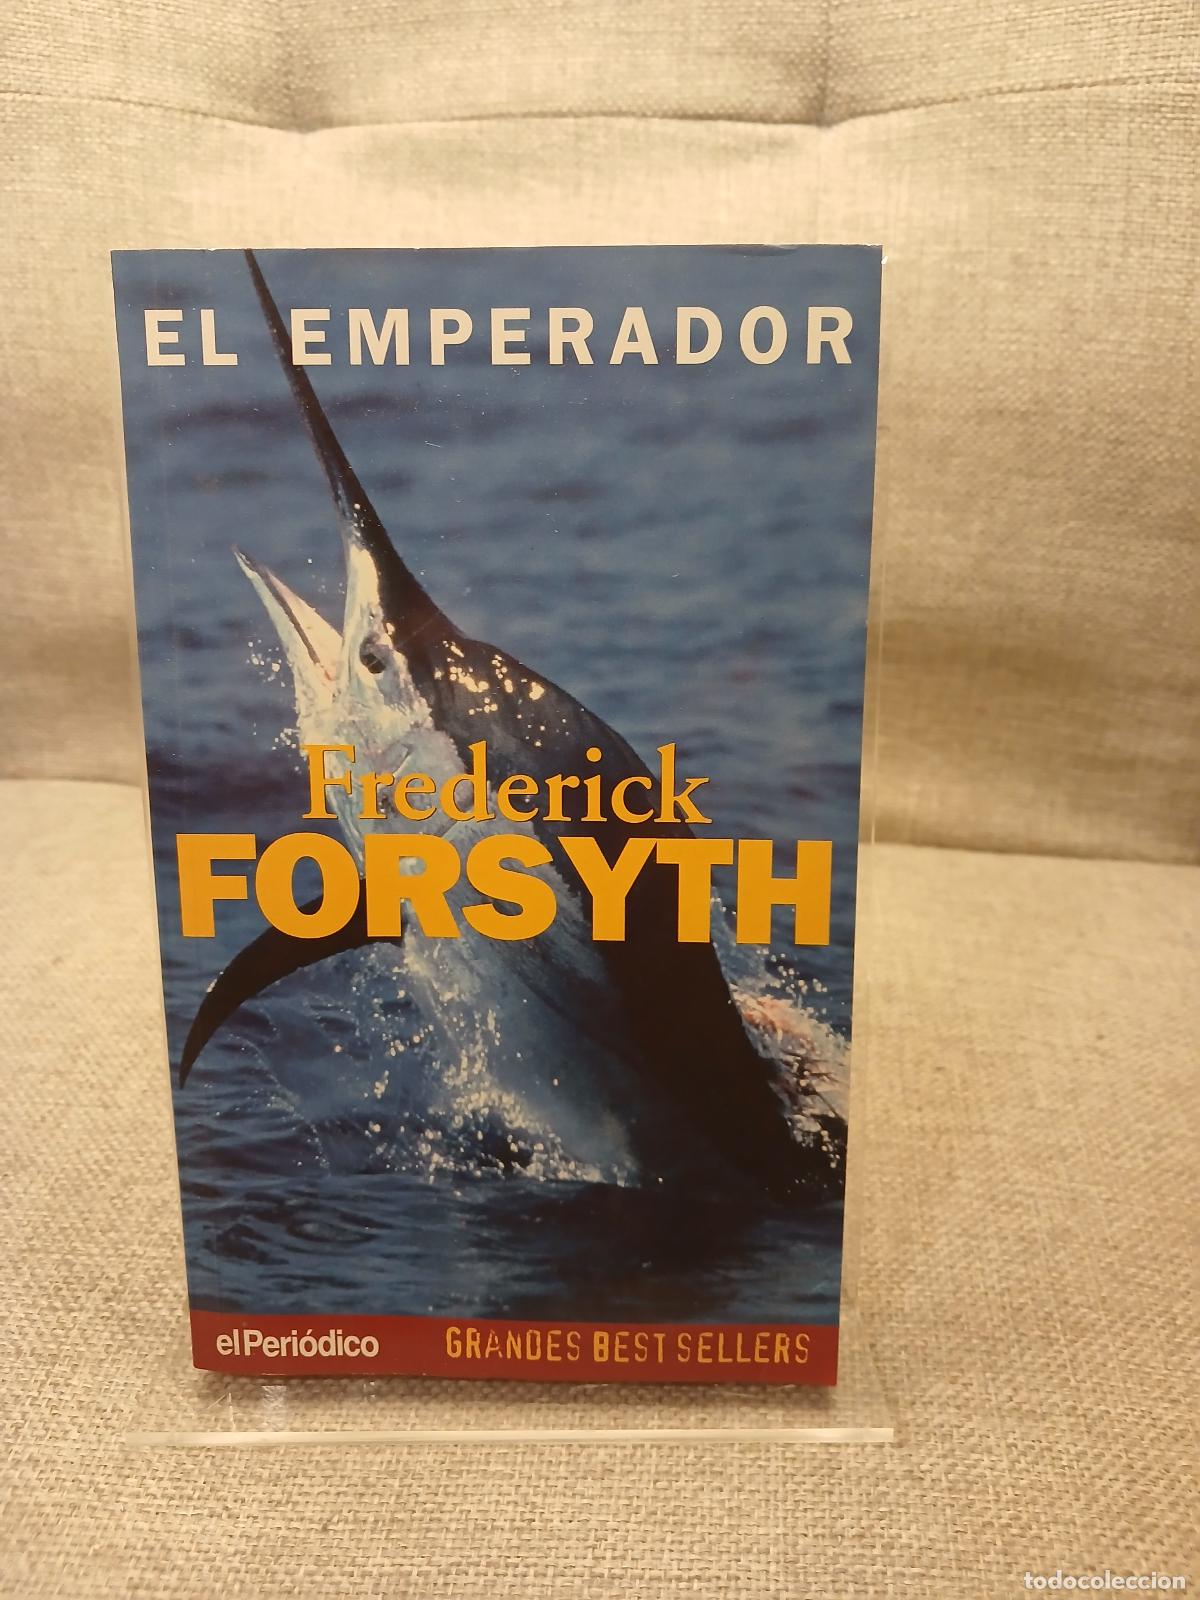 EL EMPERADOR
Frederick
FORSYTH
elPeriódico GRANDES BEST SELLERS
todocoleccion